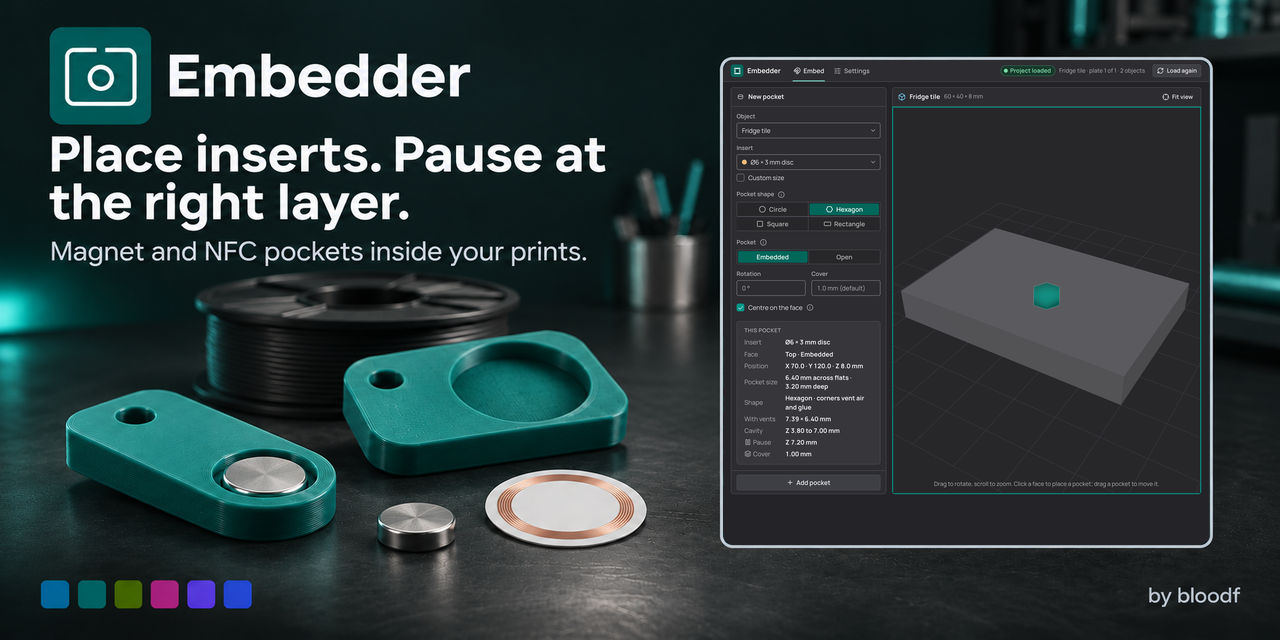 Embedder
Place inserts. Pause at
the right layer.
Magnet and NFC pockets inside your prints.
Embedder
Embed
Settings
Project loaded
Fridge tile · plate 1 of 1 · 2 objects
Load again
New pocket
Object
Fridge tile
Insert
Ø6 × 3 mm disc
Custom size
Pocket shape
Circle
Hexagon
Square
Rectangle
Pocket
Embedded
Open
Rotation
Cover
0 °
1.0 mm (default)
Centre on the face
THIS POCKET
Insert Ø6 × 3 mm disc
Face Top · Embedded
Position X 70.0 · Y 120.0 · Z 8.0 mm
Pocket size 6.40 mm across flats ·
3.20 mm deep
Shape Hexagon · corners vent air
and glue
With vents 7.39 × 6.40 mm
Cavity Z 3.80 to 7.00 mm
Pause Z 7.20 mm
Cover 1.00 mm
+ Add pocket
Fridge tile 60 × 40 × 8 mm
Fit view
Drag to rotate, scroll to zoom. Click a face to place a pocket; drag a pocket to move it.
by bloodf